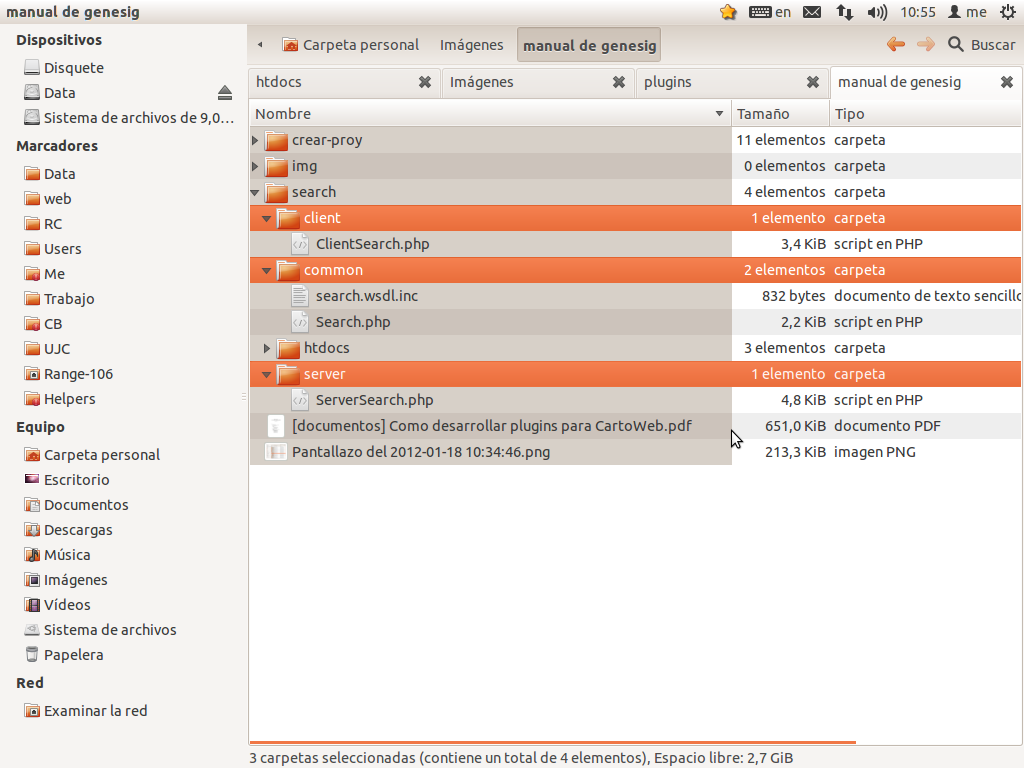 manual de genesig en 10:55 me
Dispositivos
Disquete
Data
Sistema de archivos de 9,0...
Marcadores
Data
web
RC
Users
Me
Trabajo
CB
UJC
Range-106
Helpers
Equipo
Carpeta personal
Escritorio
Documentos
Descargas
Música
Imágenes
Vídeos
Sistema de archivos
Papelera
Red
Examinar la red
Carpeta personal Imágenes manual de genesig Buscar
htdocs Imágenes plugins manual de genesig
Nombre Tamaño Tipo
crear-proy 11 elementos carpeta
img 0 elementos carpeta
search 4 elementos carpeta
client 1 elemento carpeta
ClientSearch.php 3,4 KiB script en PHP
common 2 elementos carpeta
search.wsdl.inc 832 bytes documento de texto sencillo
Search.php 2,2 KiB script en PHP
htdocs 3 elementos carpeta
server 1 elemento carpeta
ServerSearch.php 4,8 KiB script en PHP
[documentos] Como desarrollar plugins para CartoWeb.pdf 651,0 KiB documento PDF
Pantallazo del 2012-01-18 10:34:46.png 213,3 KiB imagen PNG
3 carpetas seleccionadas (contiene un total de 4 elementos), Espacio libre: 2,7 GiB